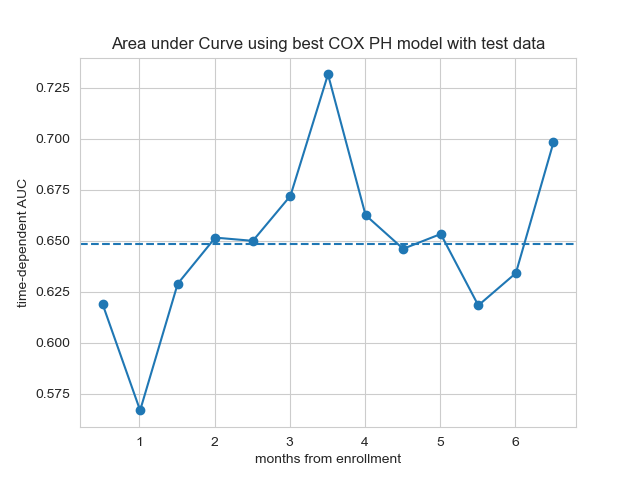 Area under Curve using best COX PH model with test data
time-dependent AUC
0.725
0.700
0.675
0.650
0.625
0.600
0.575
1 2 3 4 5 6
months from enrollment